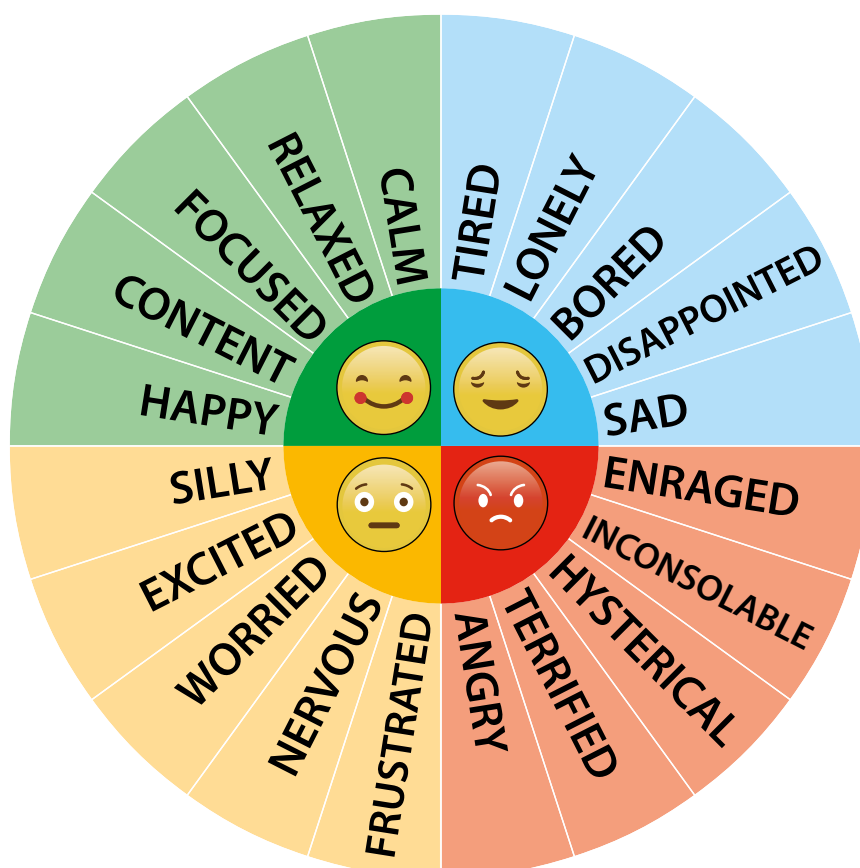 CALM
RELAXED
FOCUSED
CONTENT
HAPPY
TIRED
LONELY
BORED
DISAPPOINTED
SAD
SILLY
EXCITED
WORRIED
NERVOUS
FRUSTRATED
ENRAGED
INCONSOLABLE
HYSTERICAL
TERRIFIED
ANGRY